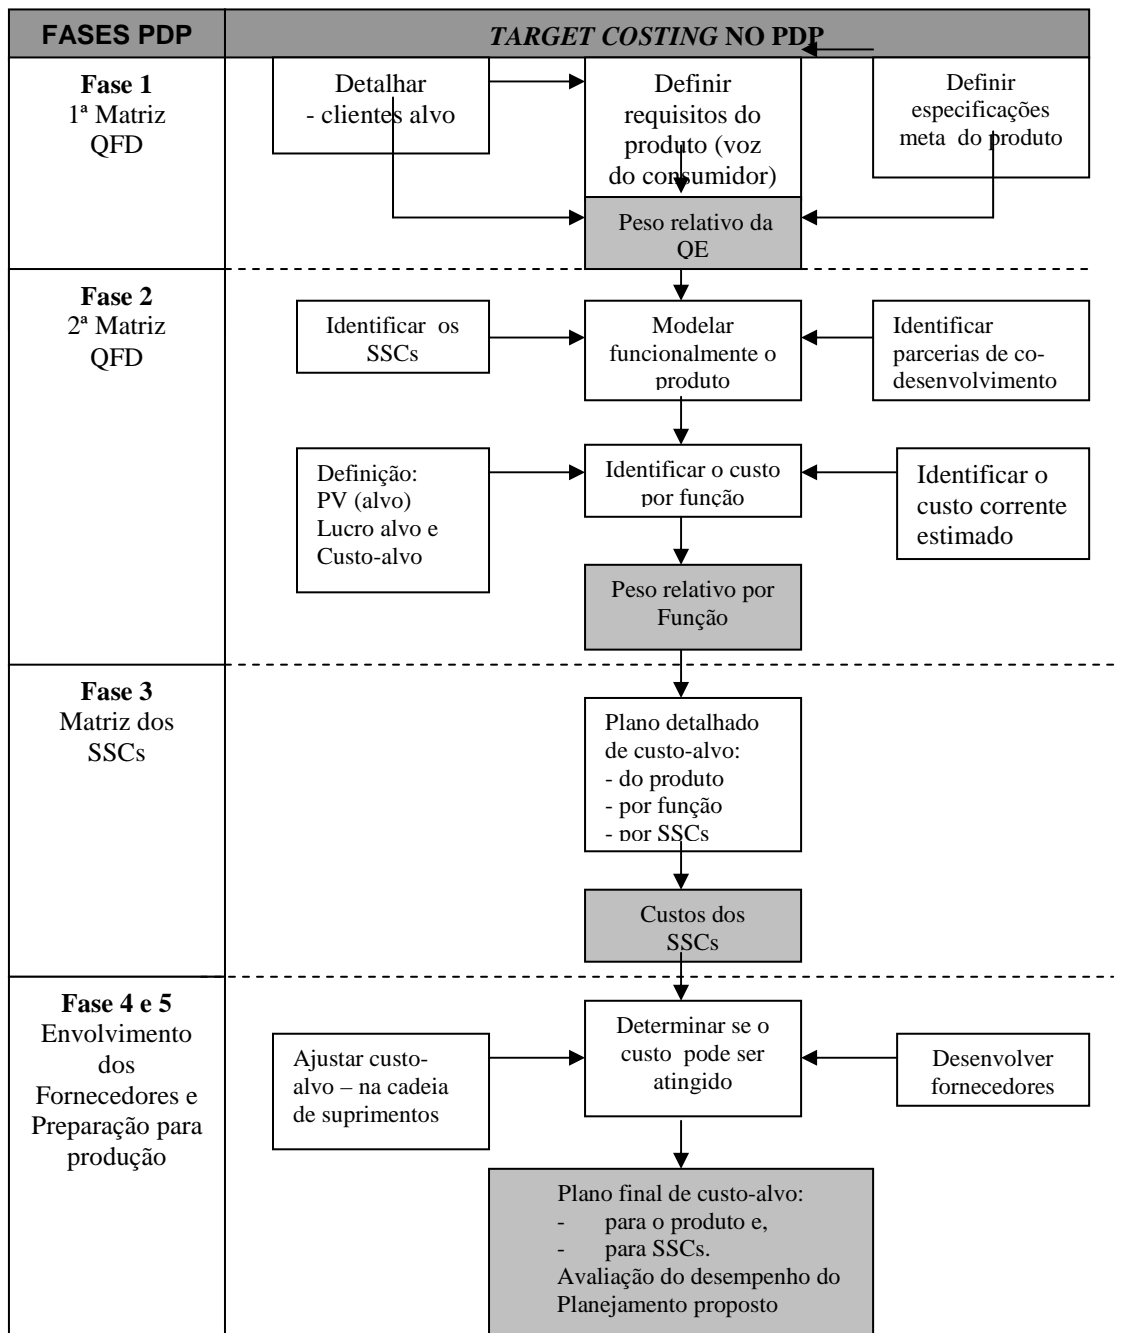 FASES PDP
TARGET COSTING NO PDP
Fase 1
1ª Matriz
QFD
Detalhar
- clientes alvo
Definir
requisitos do
produto (voz
do consumidor)
Definir
especificações
meta do produto
Peso relativo da
QE
Fase 2
2ª Matriz
QFD
Identificar os
SSCs
Modelar
funcionalmente o
produto
Identificar
parcerias de co-
desenvolvimento
Definição:
PV (alvo)
Lucro alvo e
Custo-alvo
Identificar o custo
por função
Identificar o
custo corrente
estimado
Peso relativo por
Função
Fase 3
Matriz dos
SSCs
Plano detalhado
de custo-alvo:
- do produto
- por função
- por SSCs
Custos dos
SSCs
Fase 4 e 5
Envolvimento
dos
Fornecedores e
Preparação para
produção
Ajustar custo-
alvo – na cadeia
de suprimentos
Determinar se o
custo pode ser
atingido
Desenvolver
fornecedores
Plano final de custo-alvo:
- para o produto e,
- para SSCs.
Avaliação do desempenho do
Planejamento proposto